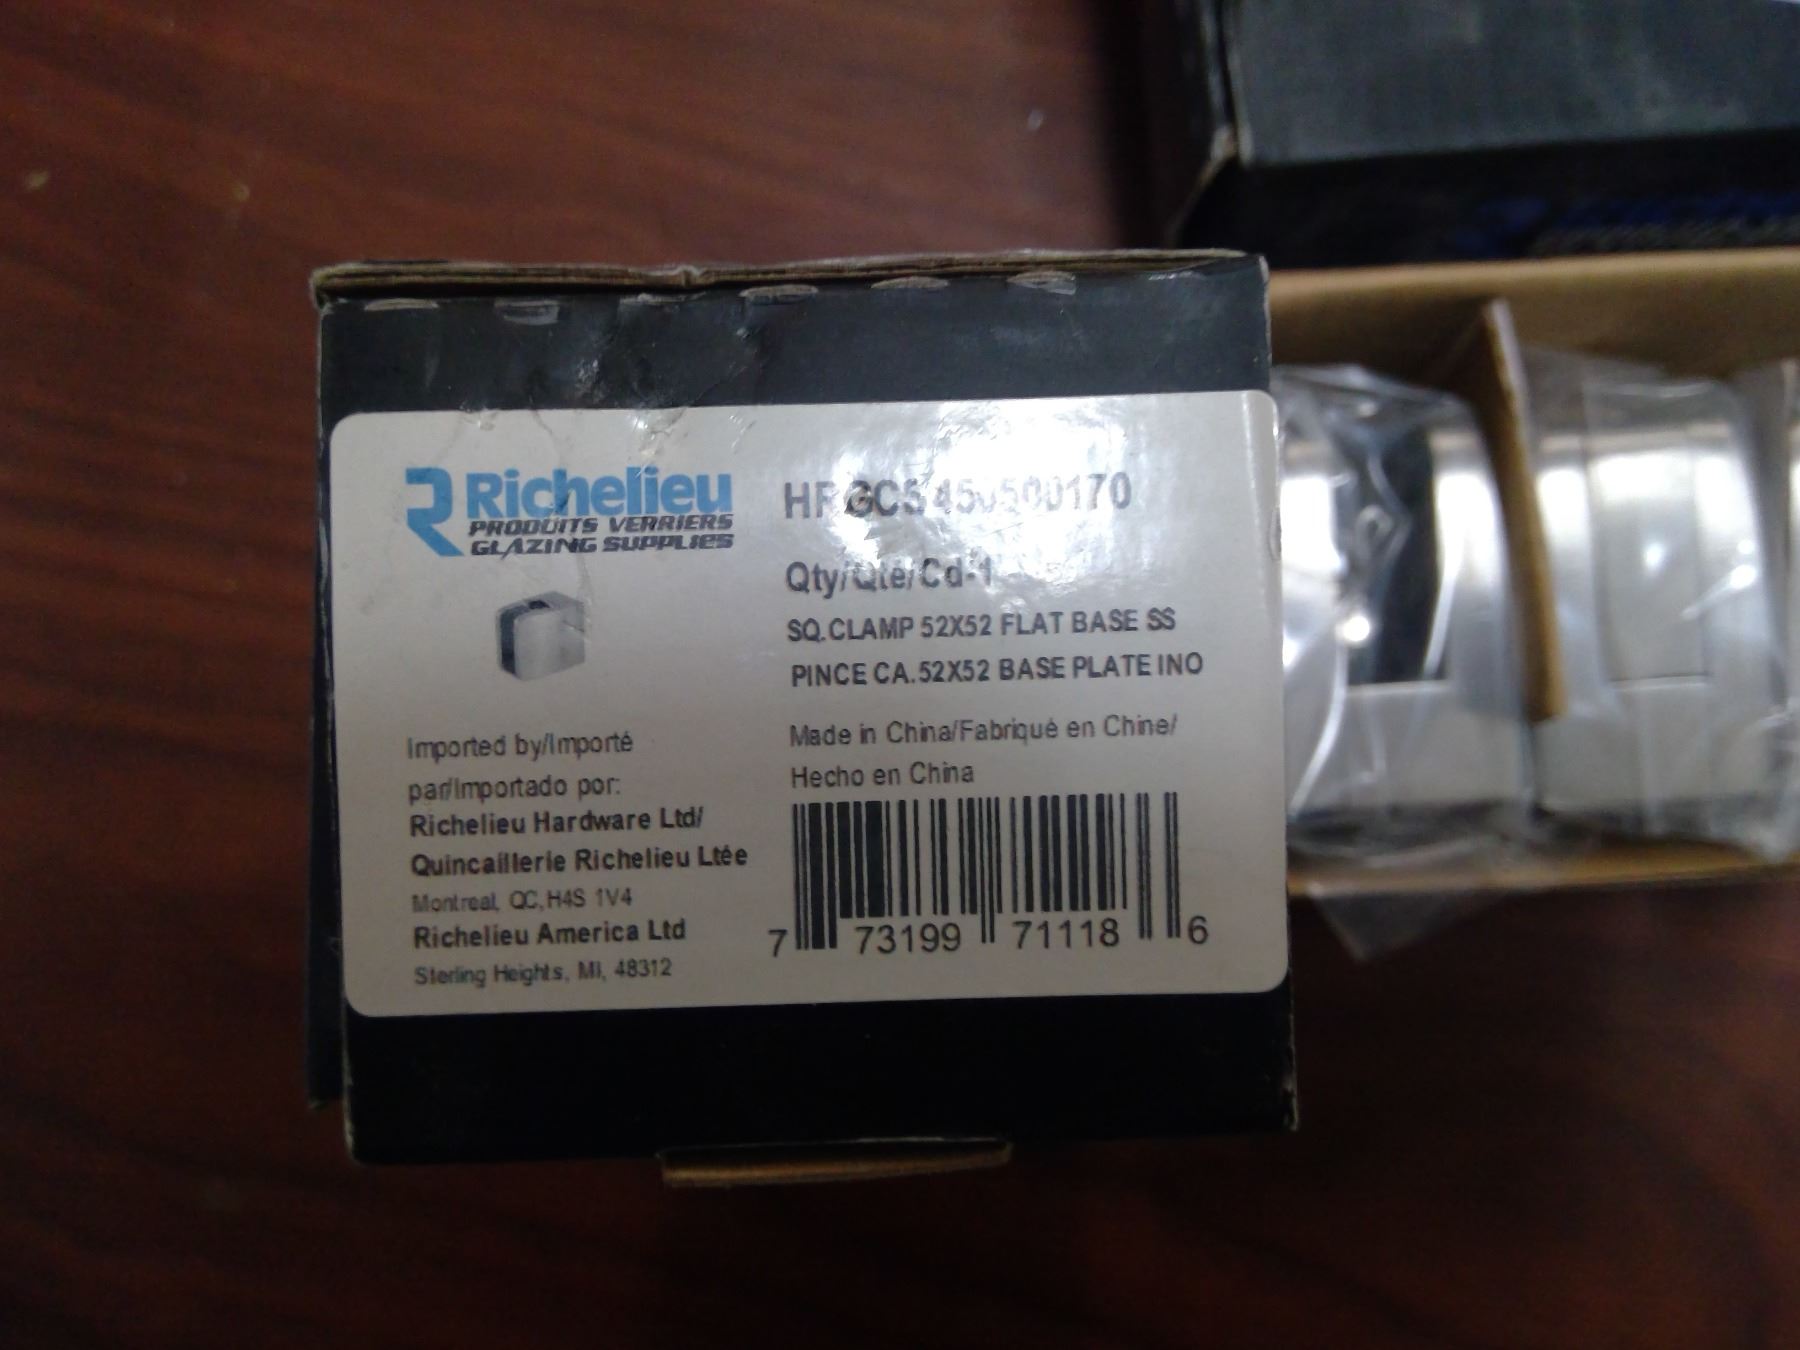 Richelieu
PRODUITS VERRIERS
GLAZING SUPPLIES
Qty/Qté/Cd-1
SQ.CLAMP 52X52 FLAT BASE SS
PINCE CA.52X52 BASE PLATE INO
Made in China/Fabriqué en Chine/
Hecho en China
Imported by/Importé
par/Importado por:
Richelieu Hardware Ltd/
Quincaillerie Richelieu Ltée
Montreal, QC, H4S 1V4
Richelieu America Ltd
Sterling Heights, MI, 48312
7 73199 71118 6